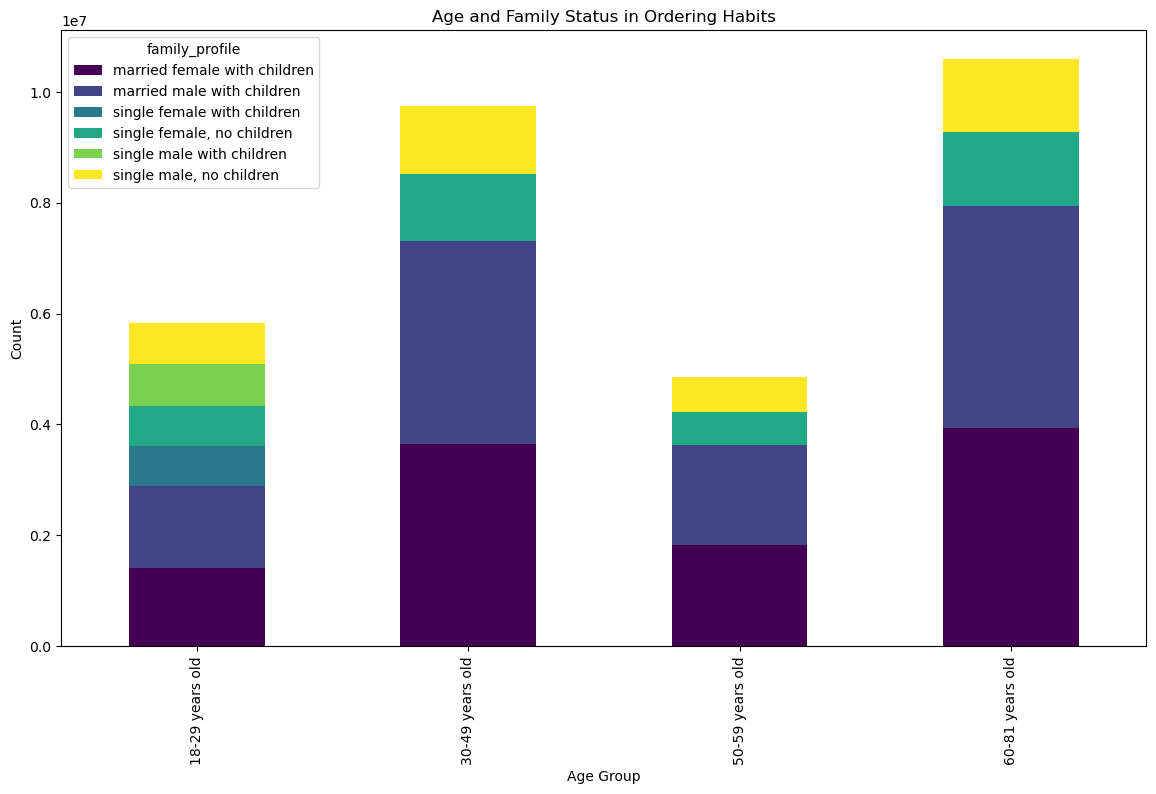 Age and Family Status in Ordering Habits
1e7
family_profile
married female with children
married male with children
single female with children
single female, no children
single male with children
single male, no children
1.0
0.8
0.6
0.4
0.2
0.0
Count
18-29 years old
30-49 years old
50-59 years old
60-81 years old
Age Group